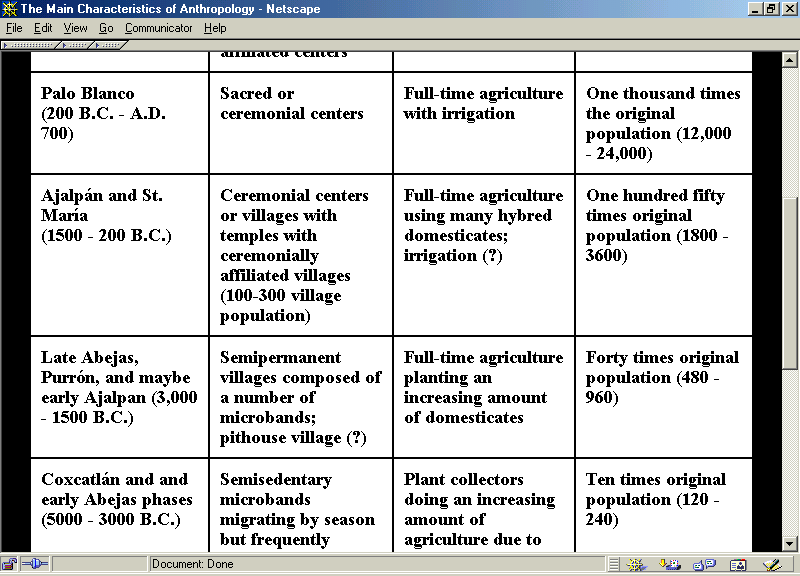 The Main Characteristics of Anthropology - Netscape
File Edit View Go Communicator Help
affiliated centers
Palo Blanco
(200 B.C. - A.D.
700)
Sacred or
ceremonial centers
Full-time agriculture
with irrigation
One thousand times
the original
population (12,000
- 24,000)
Ajalpán and St.
María
(1500 - 200 B.C.)
Ceremonial centers
or villages with
temples with
ceremonially
affiliated villages
(100-300 village
population)
Full-time agriculture
using many hybred
domesticates;
irrigation (?)
One hundred fifty
times original
population (1800 -
3600)
Late Abejas,
Purrón, and maybe
early Ajalpan (3,000
- 1500 B.C.)
Semipermanent
villages composed of
a number of
microbands;
pithouse village (?)
Full-time agriculture
planting an
increasing amount
of domesticates
Forty times original
population (480 -
960)
Coxcatlán and and
early Abejas phases
(5000 - 3000 B.C.)
Semisedentary
microbands
migrating by season
but frequently
Plant collectors
doing an increasing
amount of
agriculture due to
Ten times original
population (120 -
240)
Document: Done